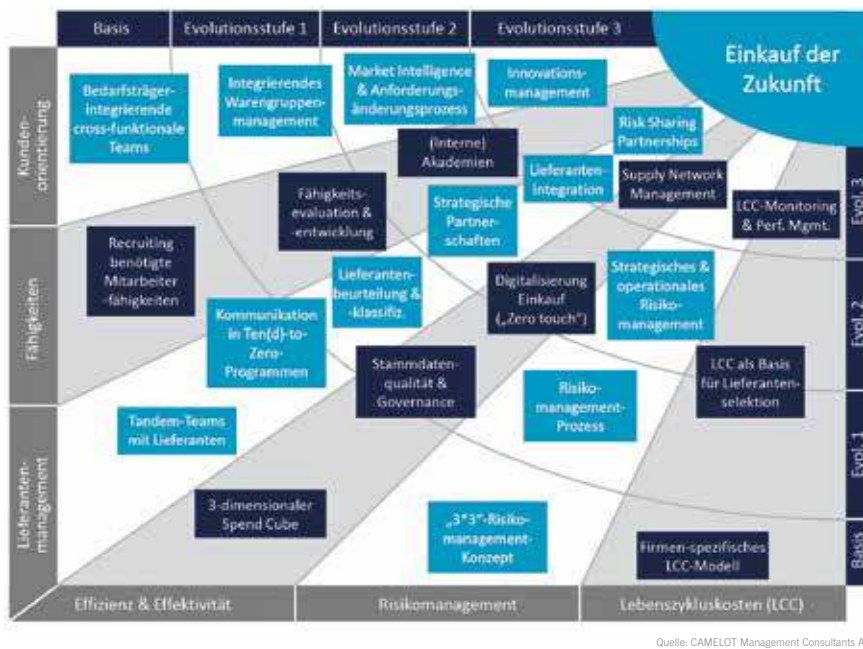 Basis
Evolutionsstufe 1
Evolutionsstufe 2
Evolutionsstufe 3
Einkauf der
Zukunft
Kunden-
orientierung
Fähigkeiten
Lieferanten-
management
Bedarfsträger-
integrierende
cross-funktionale
Teams
Integrierendes
Warengruppen-
management
Market Intelligence
& Anforderungs-
änderungsprozess
Innovations-
management
Risk Sharing
Partnerships
(Interne)
Akademien
Lieferanten-
integration
Supply Network
Management
LCC-Monitoring
& Perf. Mgmt.
Fähigkeits-
evaluation &
-entwicklung
Strategische
Partner-
schaften
Recruiting
benötigte
Mitarbeiter
-fähigkeiten
Lieferanten-
beurteilung &
-klassifiz.
Digitalisierung
Einkauf
(„Zero touch“)
Strategisches &
operationales
Risiko-
management
Kommunikation
in Ten(d)-to-
Zero-
Programmen
Stammdaten-
qualität &
Governance
LCC als Basis
für Lieferanten-
selektion
Risiko-
management-
Prozess
Tandem-Teams
mit Lieferanten
3-dimensionaler
Spend Cube
„3*3“-Risiko-
management-
Konzept
Firmen-spezifisches
LCC-Modell
Evol. 3
Evol. 2
Evol. 1
Basis
Effizienz & Effektivität
Risikomanagement
Lebenszykluskosten (LCC)
Quelle: CAMELOT Management Consultants A